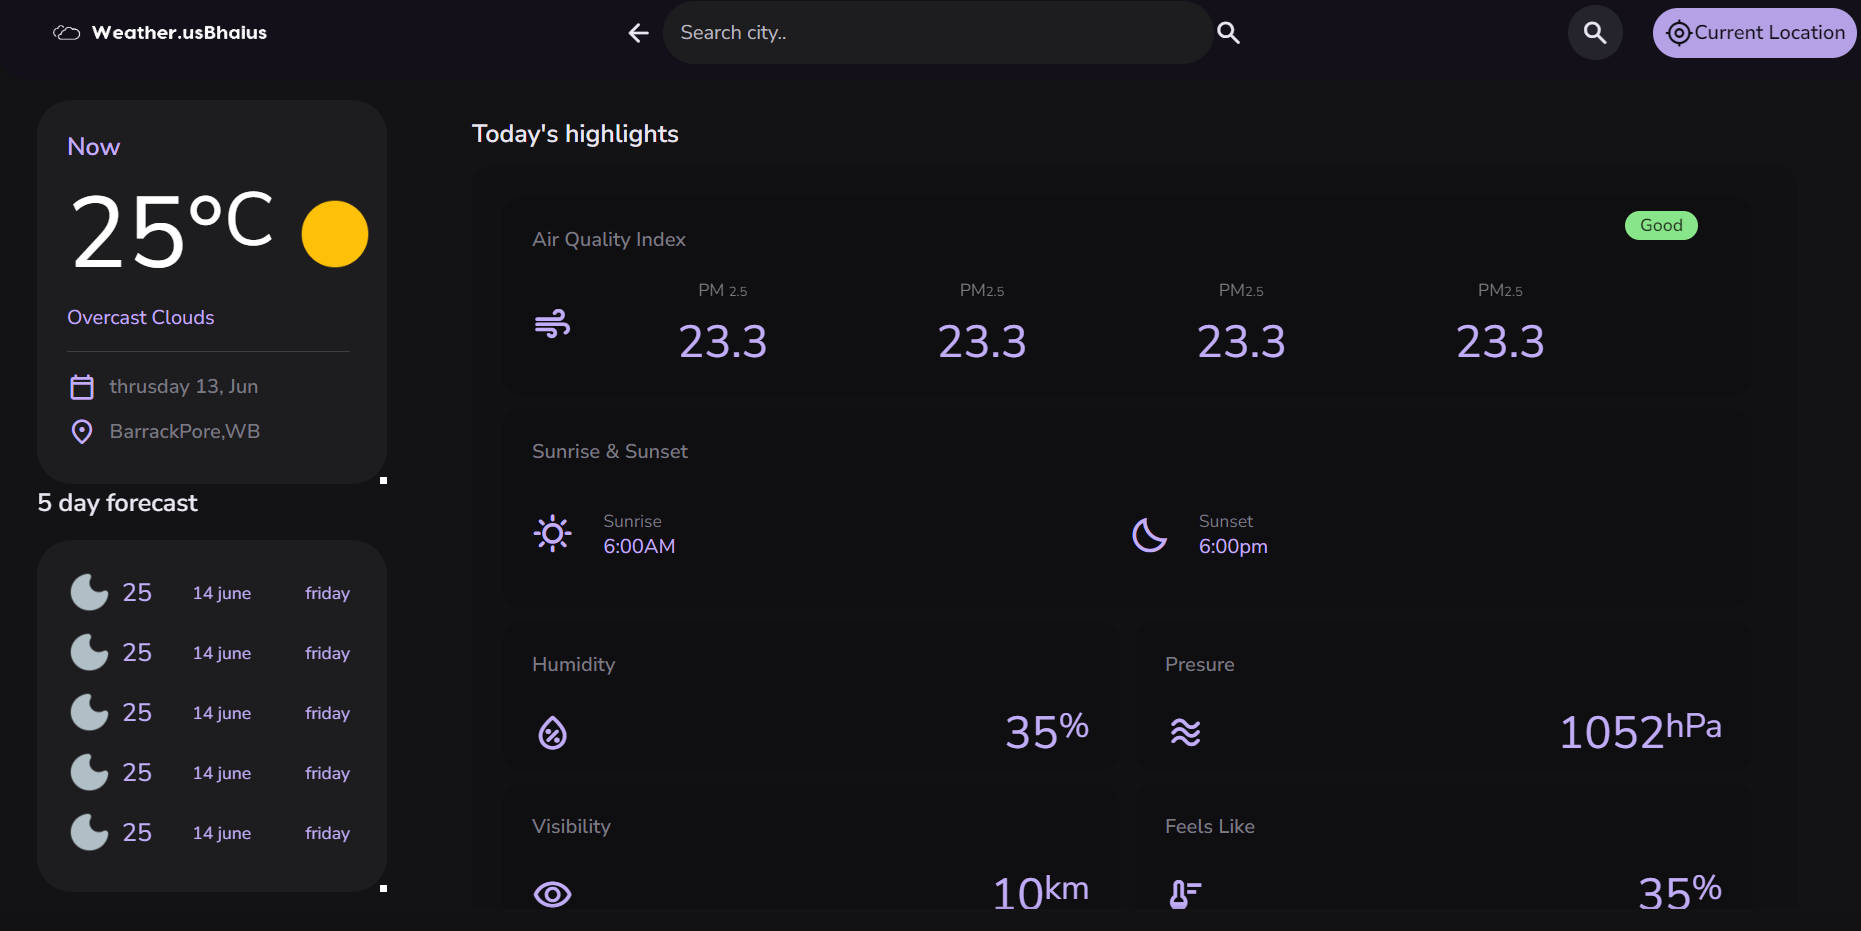 Weather.usBhaius
Search city..
Current Location
Now
25°C
Overcast Clouds
thrusday 13, Jun
BarrackPore,WB
5 day forecast
25 14 june friday
25 14 june friday
25 14 june friday
25 14 june friday
25 14 june friday
Today's highlights
Air Quality Index
Good
PM 2.5 PM2.5 PM2.5 PM2.5
23.3 23.3 23.3 23.3
Sunrise & Sunset
Sunrise
6:00AM
Sunset
6:00pm
Humidity
35%
Presure
1052hPa
Visibility
10km
Feels Like
35%